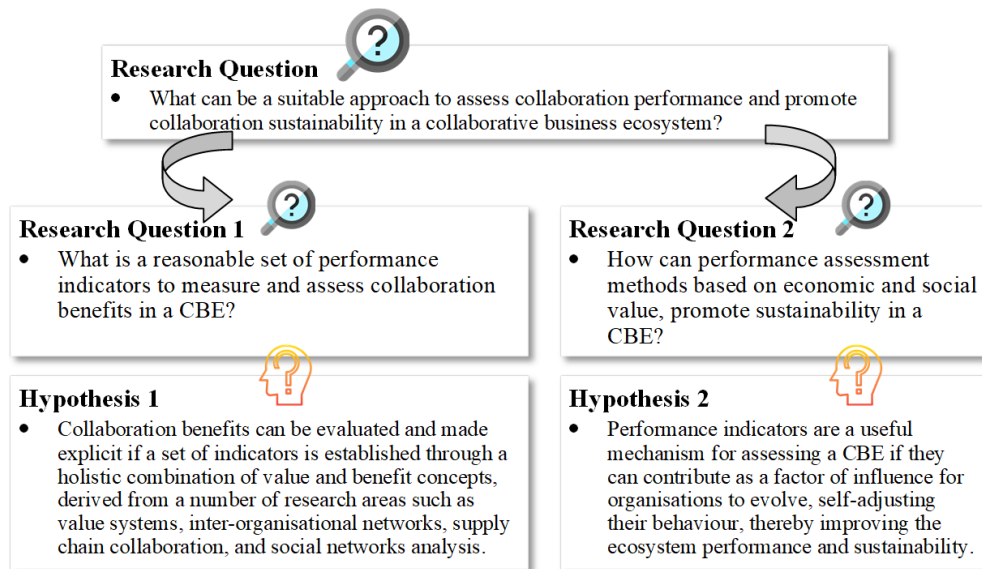 Research Question
• What can be a suitable approach to assess collaboration performance and promote
collaboration sustainability in a collaborative business ecosystem?
Research Question 1
• What is a reasonable set of performance
indicators to measure and assess collaboration
benefits in a CBE?
Research Question 2
• How can performance assessment
methods based on economic and social
value, promote sustainability in a
CBE?
Hypothesis 1
• Collaboration benefits can be evaluated and made
explicit if a set of indicators is established through a
holistic combination of value and benefit concepts,
derived from a number of research areas such as
value systems, inter-organisational networks, supply
chain collaboration, and social networks analysis.
Hypothesis 2
• Performance indicators are a useful
mechanism for assessing a CBE if they
can contribute as a factor of influence for
organisations to evolve, self-adjusting
their behaviour, thereby improving the
ecosystem performance and sustainability.